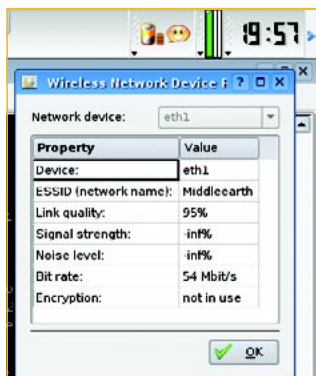 19:57
Wireless Network Device P
Network device: eth1
Property Value
Device: eth1
ESSID (network name): Middleearth
Link quality: 95%
Signal strength: -inf%
Noise level: -inf%
Bit rate: 54 Mbit/s
Encryption: not in use
OK